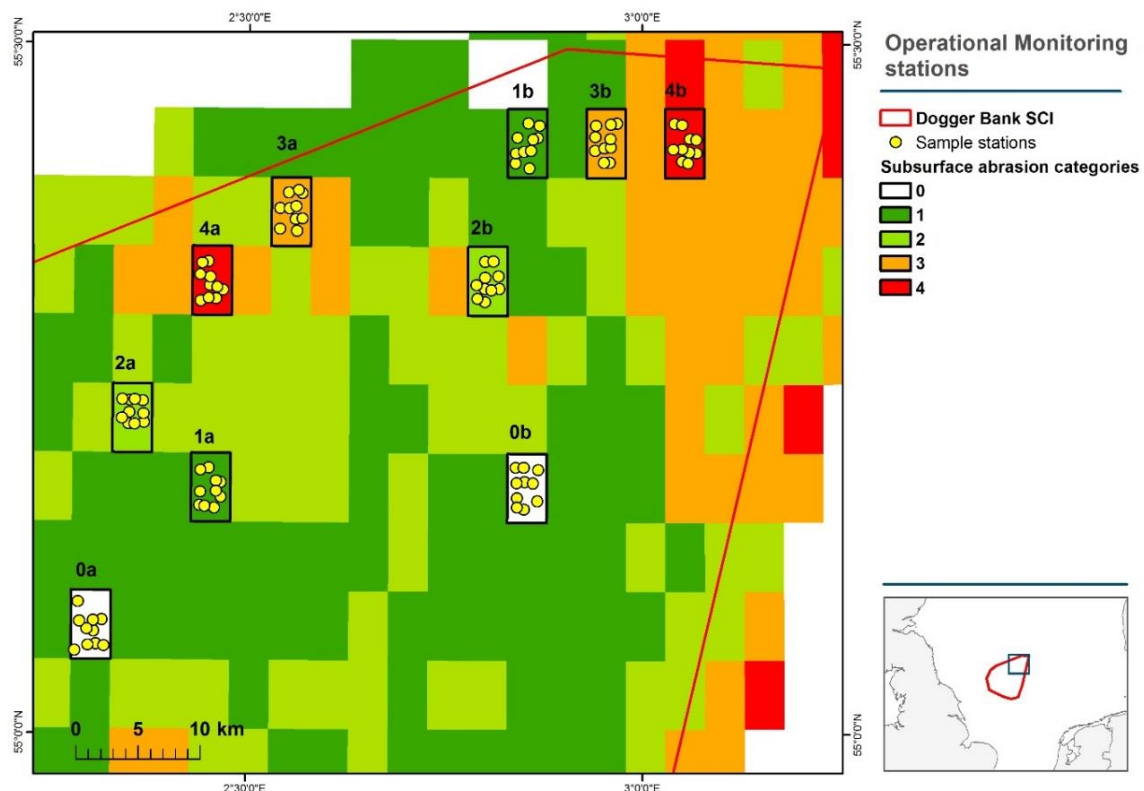 2°30'0"E
3°0'0"E
55°30'0"N
55°30'0"N
1b
3b
4b
3a
4a
2b
2a
1a
0b
0a
0
5
10 km
55°0'0"N
55°0'0"N
2°30'0"E
3°0'0"E
Operational Monitoring
stations
Dogger Bank SCI
Sample stations
Subsurface abrasion categories
0
1
2
3
4